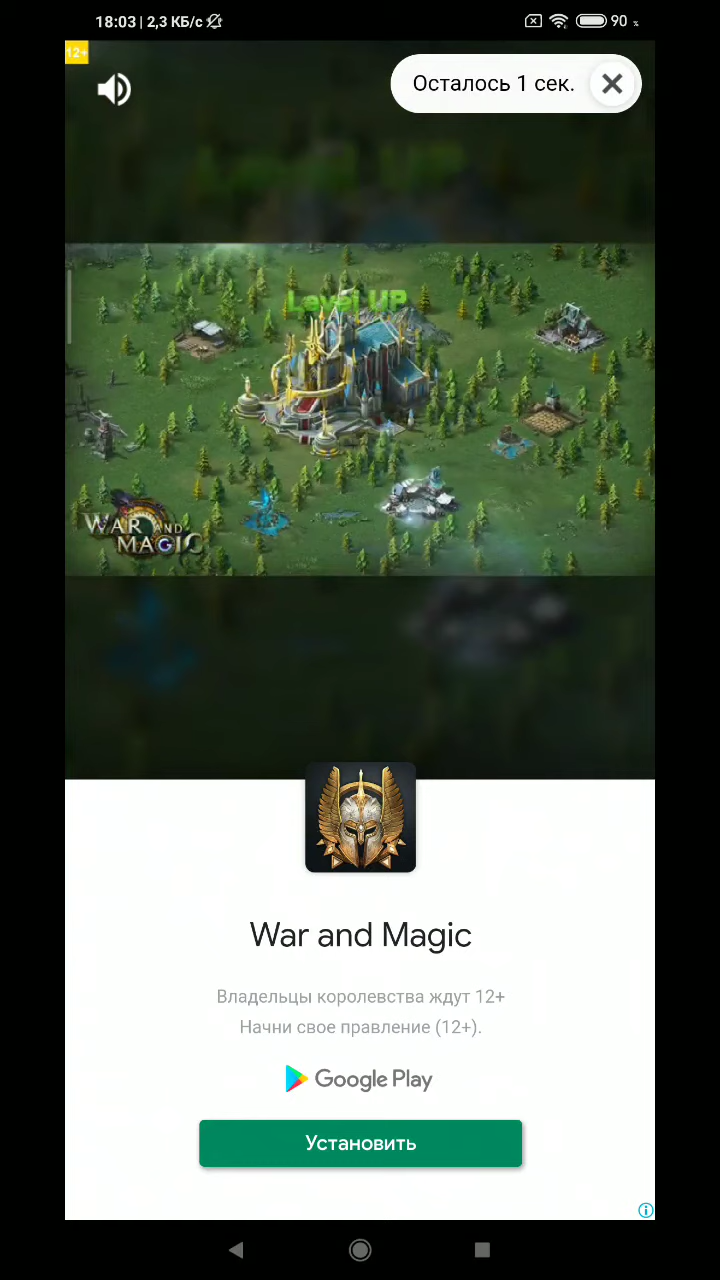 18:03 | 2,3 КБ/с
90 %
12+
Осталось 1 сек.
Level UP
WAR AND
MAGIC
War and Magic
Владельцы королевства ждут 12+
Начни свое правление (12+).
Google Play
Установить